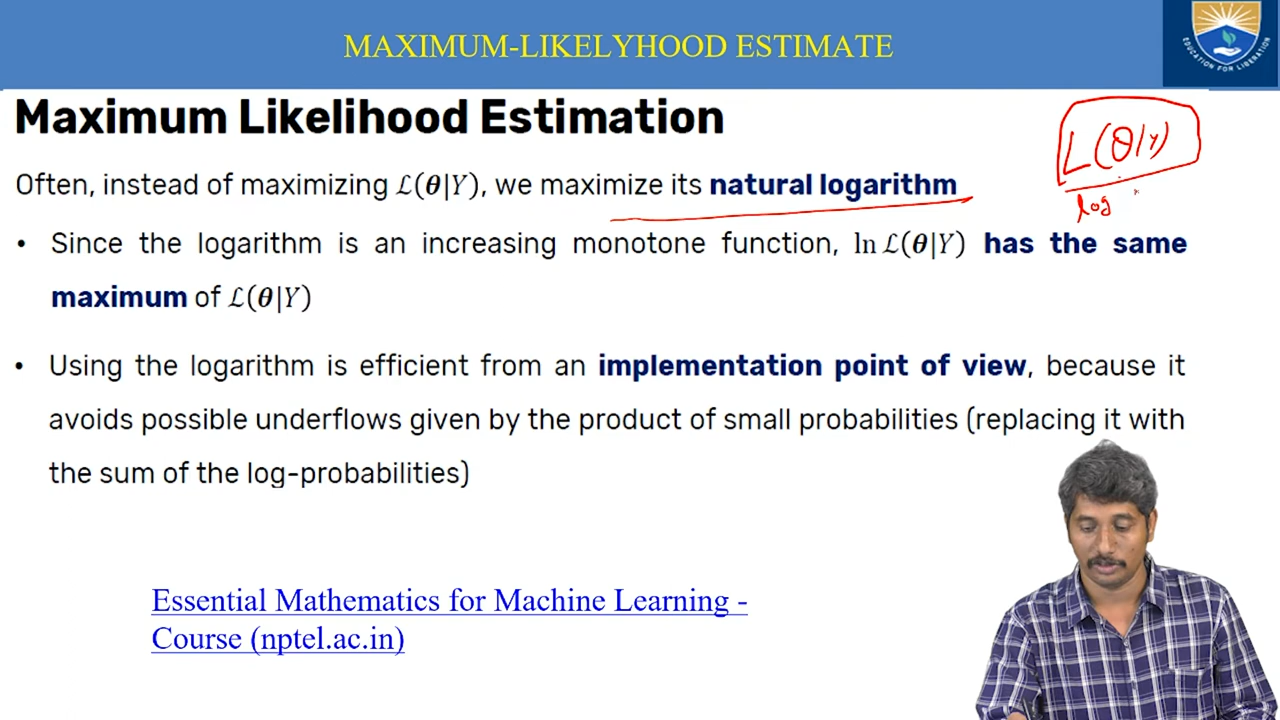 MAXIMUM-LIKELYHOOD ESTIMATE
EDUCATION FOR LIBERATION
Maximum Likelihood Estimation
L(θ|Y)
log
Often, instead of maximizing ℒ(𝜽|Y), we maximize its natural logarithm
• Since the logarithm is an increasing monotone function, ln ℒ(𝜽|Y) has the same
maximum of ℒ(𝜽|Y)
• Using the logarithm is efficient from an implementation point of view, because it
avoids possible underflows given by the product of small probabilities (replacing it with
the sum of the log-probabilities)
Essential Mathematics for Machine Learning -
Course (nptel.ac.in)